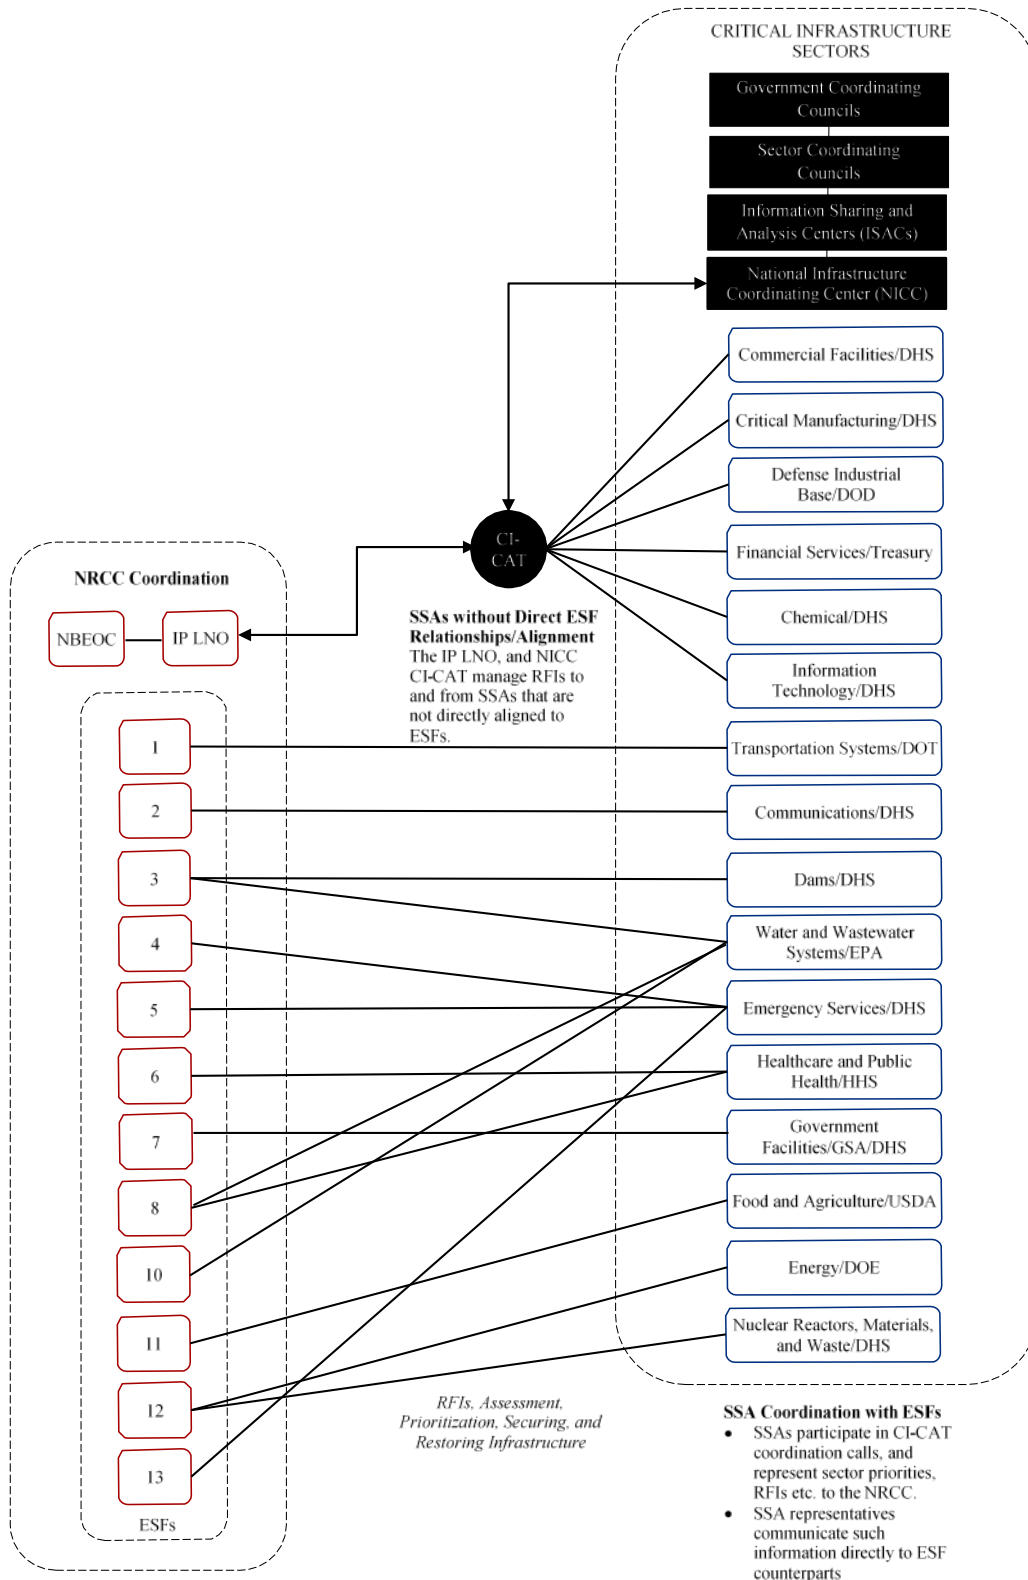 CRITICAL INFRASTRUCTURE
SECTORS
Government Coordinating
Councils
Sector Coordinating
Councils
Information Sharing and
Analysis Centers (ISACs)
National Infrastructure
Coordinating Center (NICC)
Commercial Facilities/DHS
Critical Manufacturing/DHS
Defense Industrial
Base/DOD
Financial Services/Treasury
Chemical/DHS
Information
Technology/DHS
Transportation Systems/DOT
Communications/DHS
Dams/DHS
Water and Wastewater
Systems/EPA
Emergency Services/DHS
Healthcare and Public
Health/HHS
Government
Facilities/GSA/DHS
Food and Agriculture/USDA
Energy/DOE
Nuclear Reactors, Materials,
and Waste/DHS
CI-
CAT
SSAs without Direct ESF
Relationships/Alignment
The IP LNO, and NICC
CI-CAT manage RFIs to
and from SSAs that are
not directly aligned to
ESFs.
NRCC Coordination
NBEOC
IP LNO
1
2
3
4
5
6
7
8
10
11
12
13
ESFs
RFIs, Assessment,
Prioritization, Securing, and
Restoring Infrastructure
SSA Coordination with ESFs
• SSAs participate in CI-CAT
coordination calls, and
represent sector priorities,
RFIs etc. to the NRCC.
• SSA representatives
communicate such
information directly to ESF
counterparts